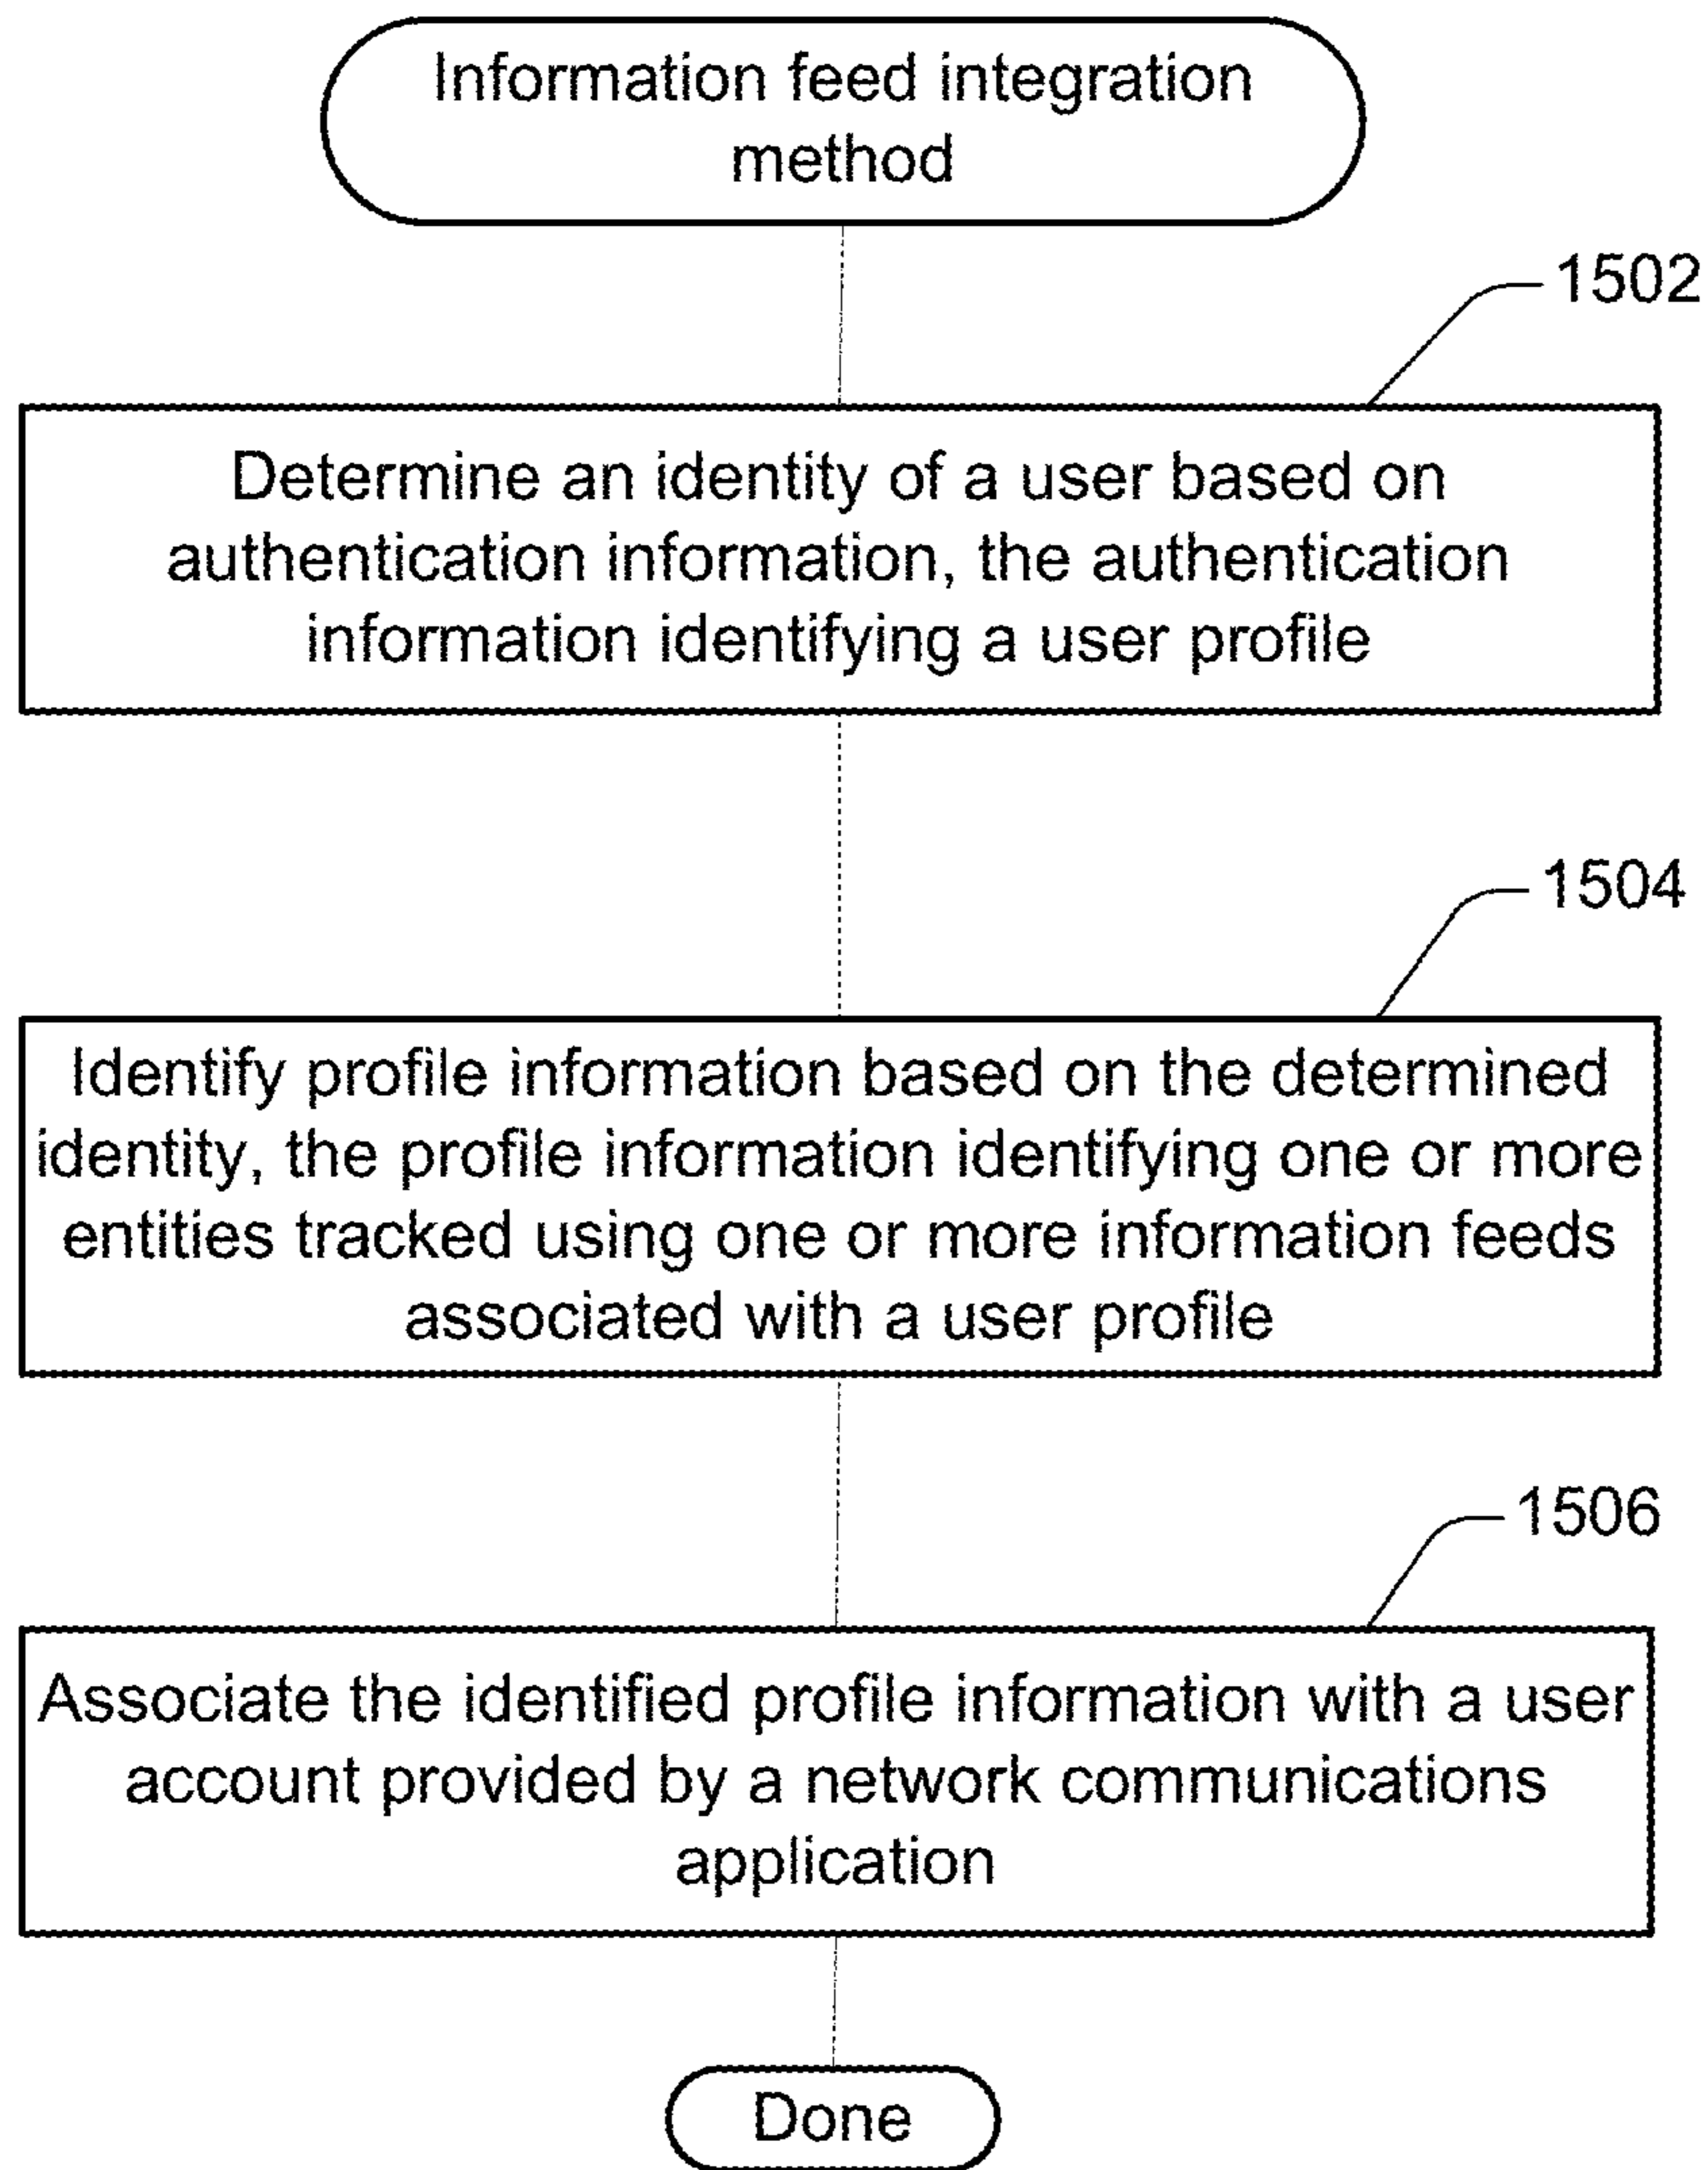 Information feed integration
method
1502
Determine an identity of a user based on
authentication information, the authentication
information identifying a user profile
1504
Identify profile information based on the determined
identity, the profile information identifying one or more
entities tracked using one or more information feeds
associated with a user profile
1506
Associate the identified profile information with a user
account provided by a network communications
application
Done